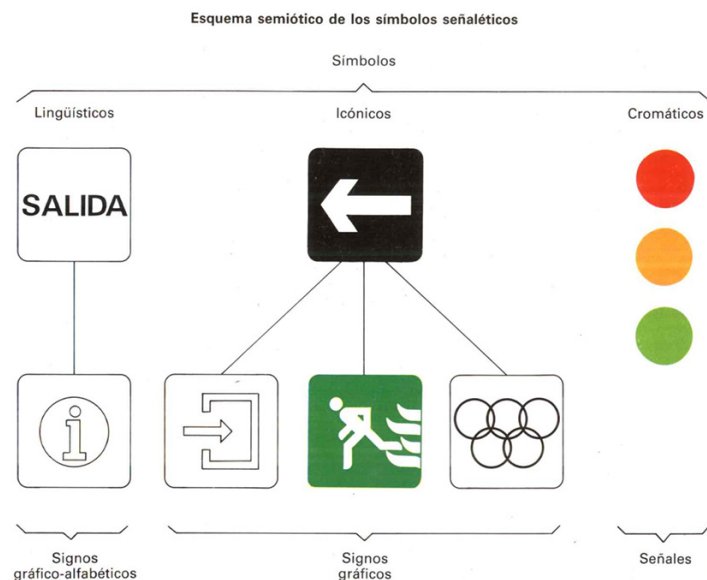 Esquema semiótico de los símbolos señaléticos
Símbolos
Lingüísticos
Icónicos
Cromáticos
SALIDA
i
Signos
gráfico-alfabéticos
Signos
gráficos
Señales